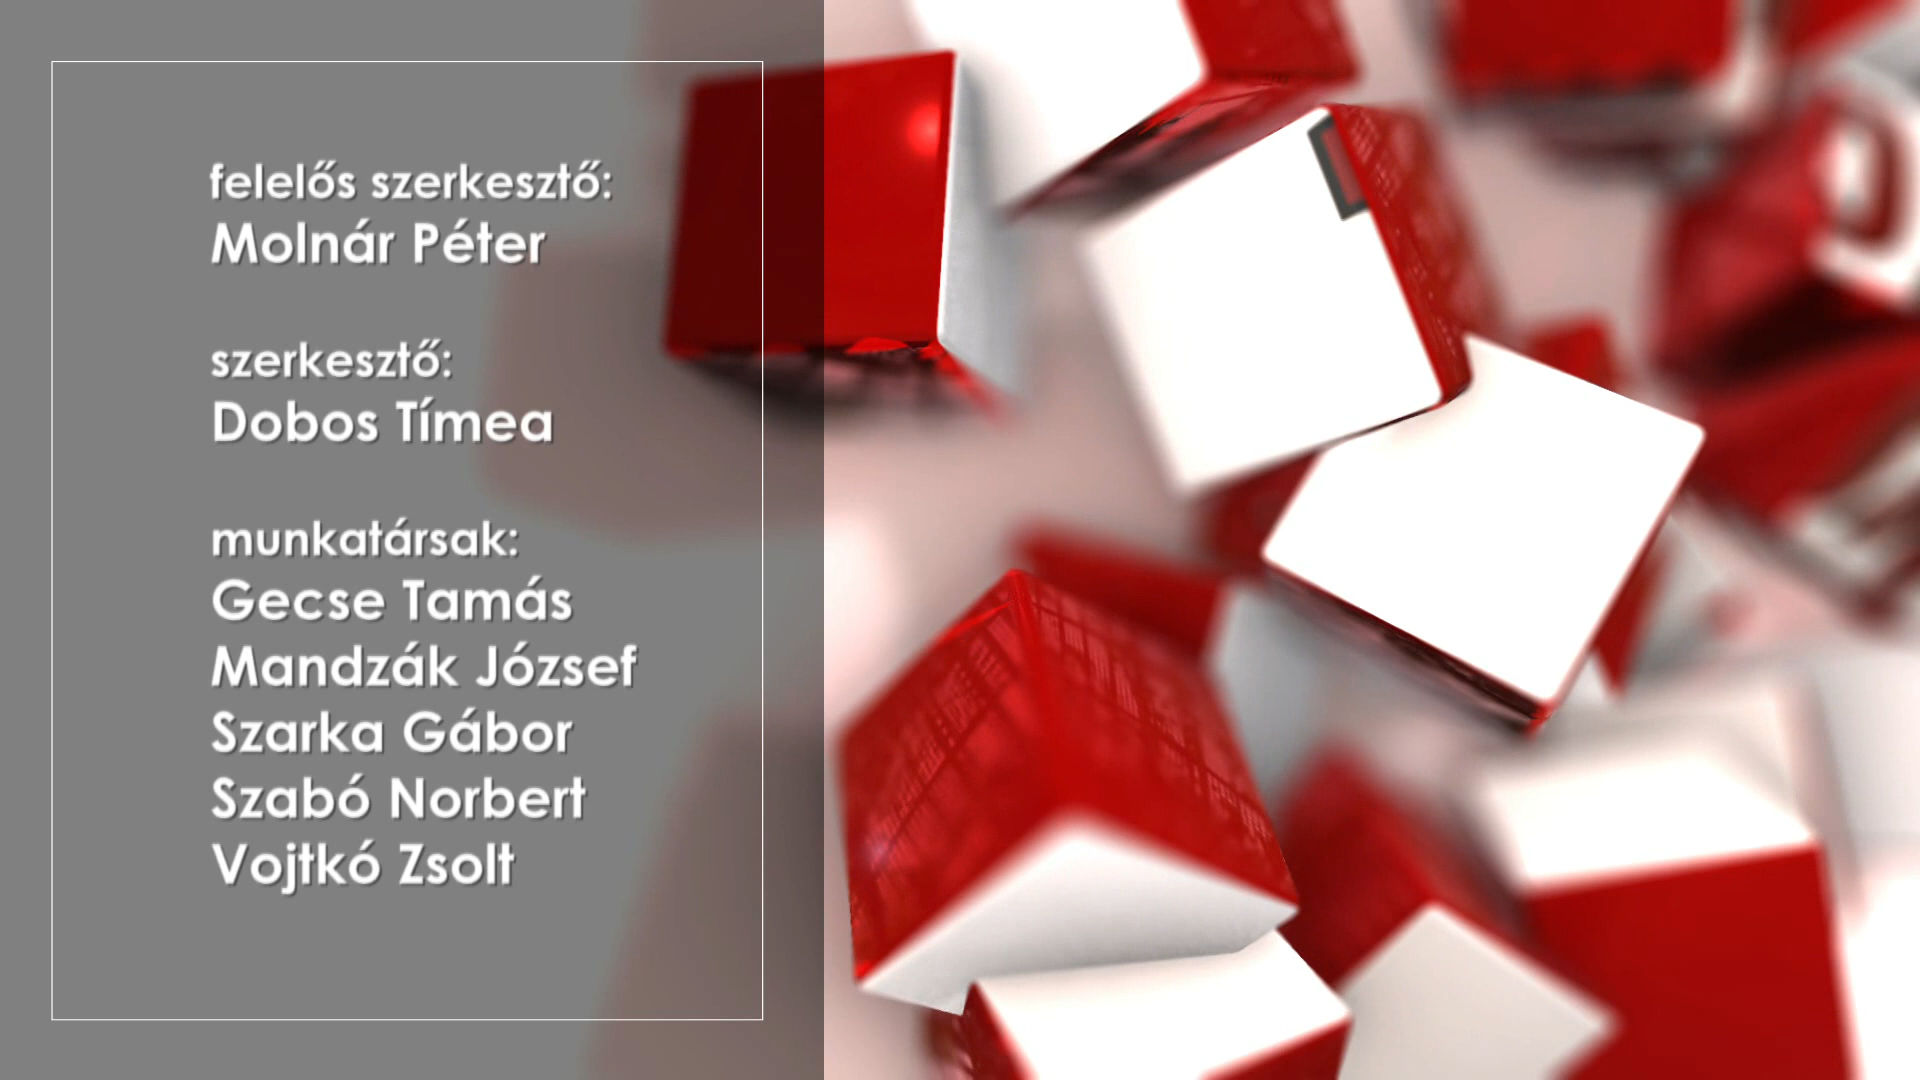 felelős szerkesztő:
Molnár Péter
szerkesztő:
Dobos Tímea
munkatársak:
Gecse Tamás
Mandzák József
Szarka Gábor
Szabó Norbert
Vojtkó Zsolt